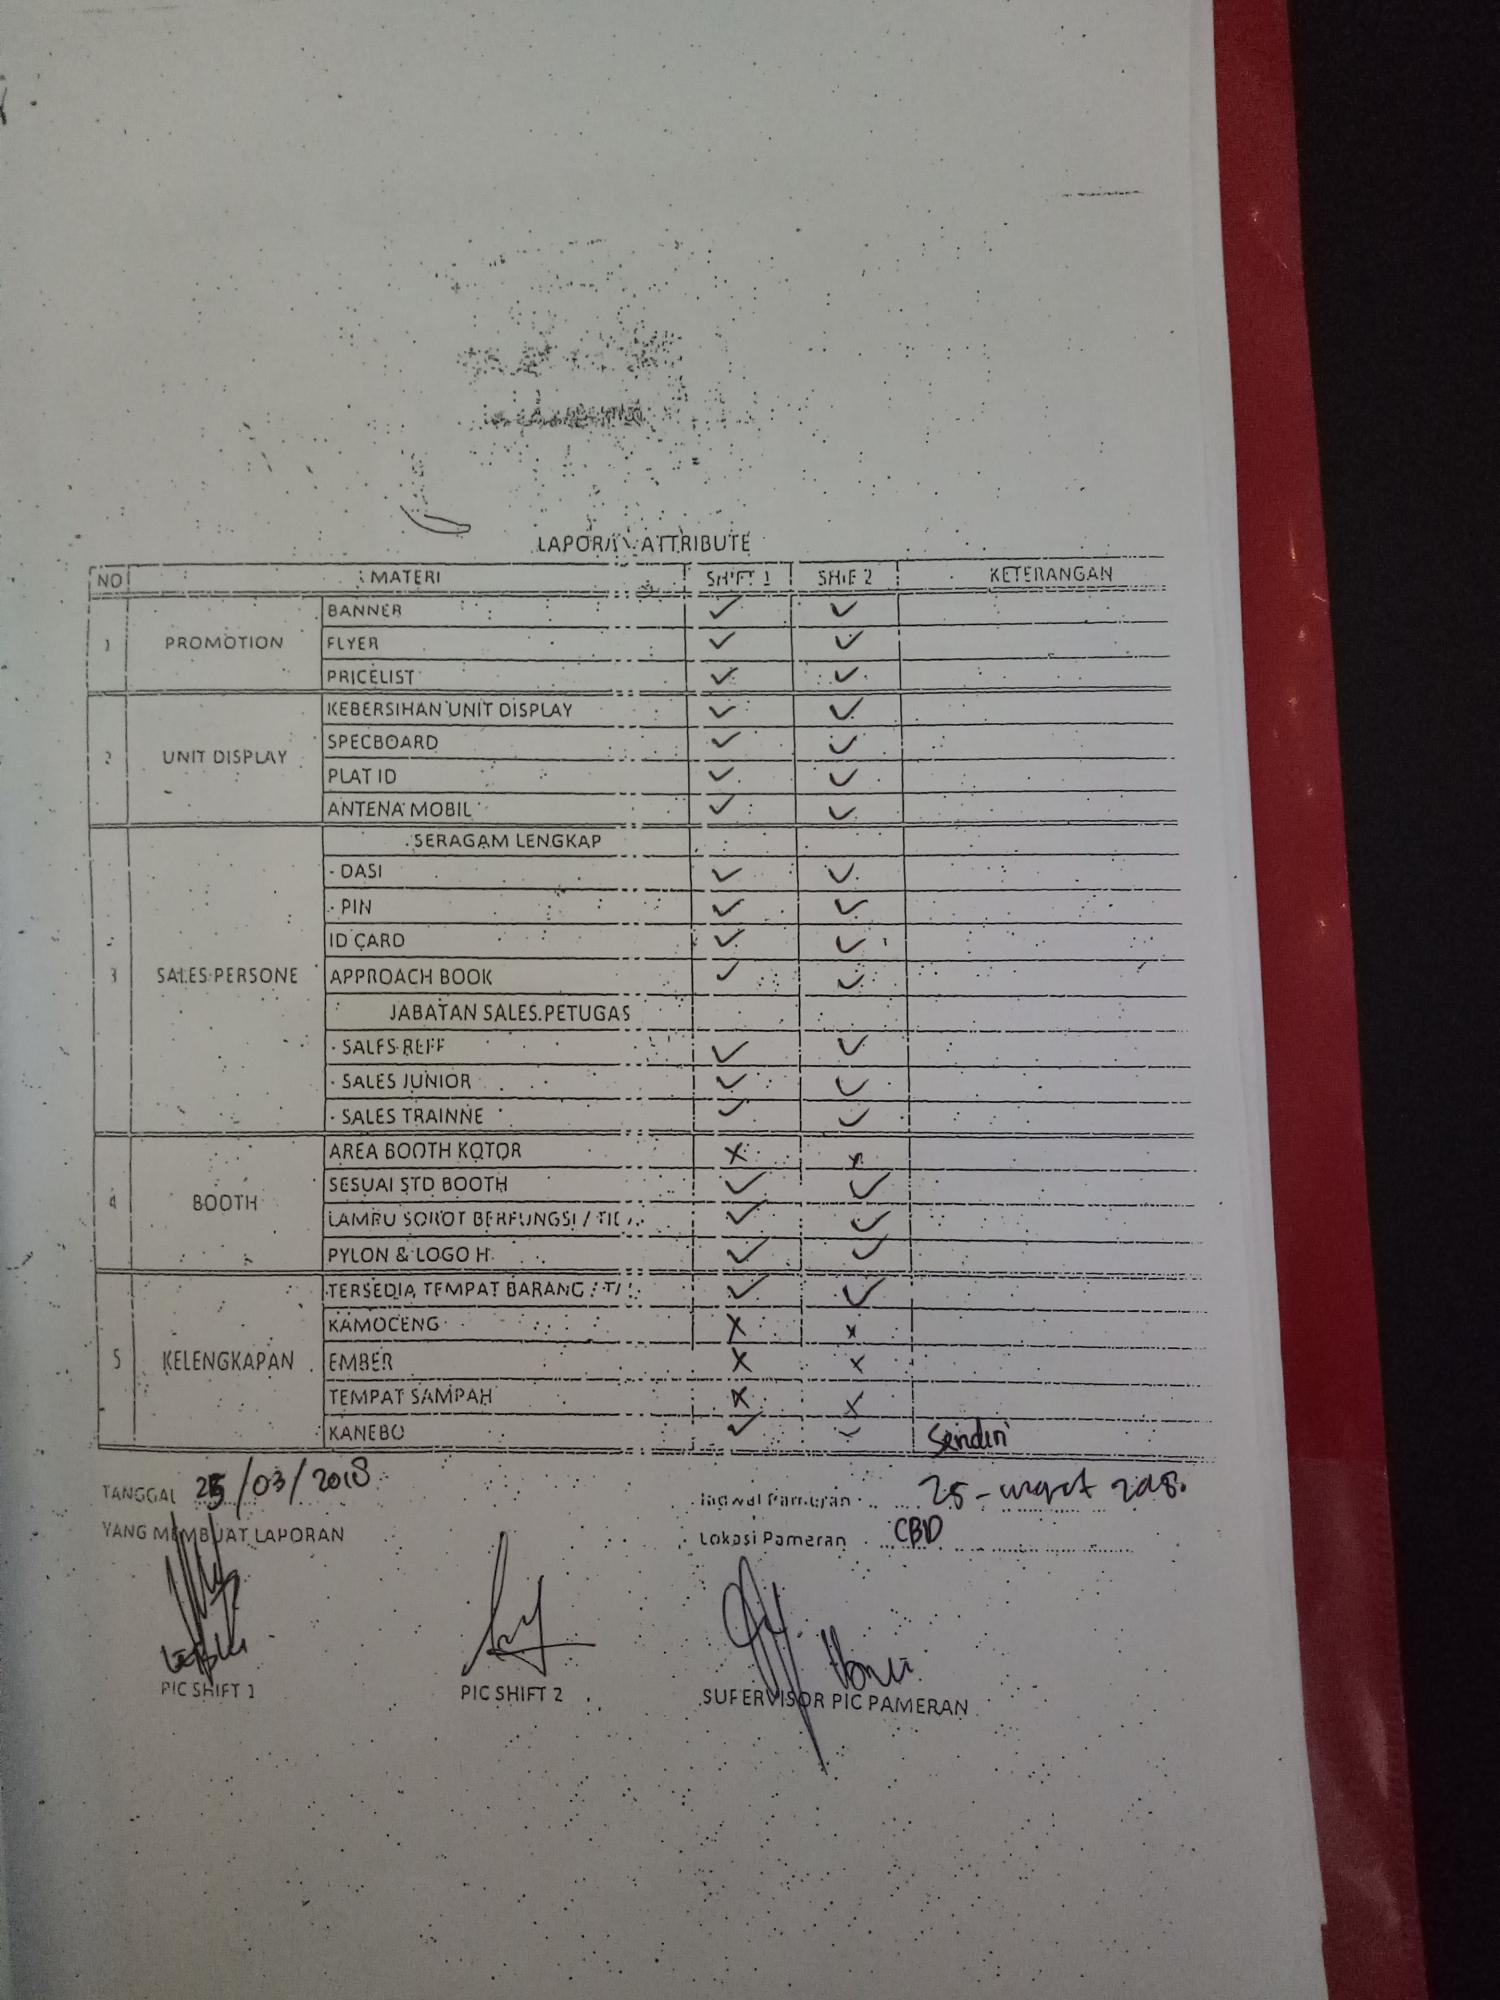 LAPORAN ATTRIBUTE
NO MATERI SHIFT 1 SHIF 2 KETERANGAN
1 PROMOTION
BANNER ✓ ✓
FLYER ✓ ✓
PRICELIST ✓ ✓
2 UNIT DISPLAY
KEBERSIHAN UNIT DISPLAY ✓ ✓
SPECBOARD ✓ ✓
PLAT ID ✓ ✓
ANTENA MOBIL ✓ ✓
3 SALES PERSONE
SERAGAM LENGKAP
- DASI ✓ ✓
- PIN ✓ ✓
ID CARD ✓ ✓
APPROACH BOOK ✓ ✓
JABATAN SALES PETUGAS
- SALES REFF ✓ ✓
- SALES JUNIOR ✓ ✓
- SALES TRAINNE ✓ ✓
4 BOOTH
AREA BOOTH KOTOR X X
SESUAI STD BOOTH ✓ ✓
LAMPU SOROT BERFUNGSI / ✓ ✓
PYLON & LOGO H ✓ ✓
5 KELENGKAPAN
TERSEDIA TEMPAT BARANG / ✓ ✓
KAMOCENG X X
EMBER X X
TEMPAT SAMPAH X X
KANEBO ✓ ✓ Sendiri
TANGGAL 25/03/2018
Jadwal Pameran 25 - maret 2018.
YANG MEMBUAT LAPORAN
Lokasi Pameran CBD
PIC SHIFT 1 PIC SHIFT 2 SUPERVISOR PIC PAMERAN